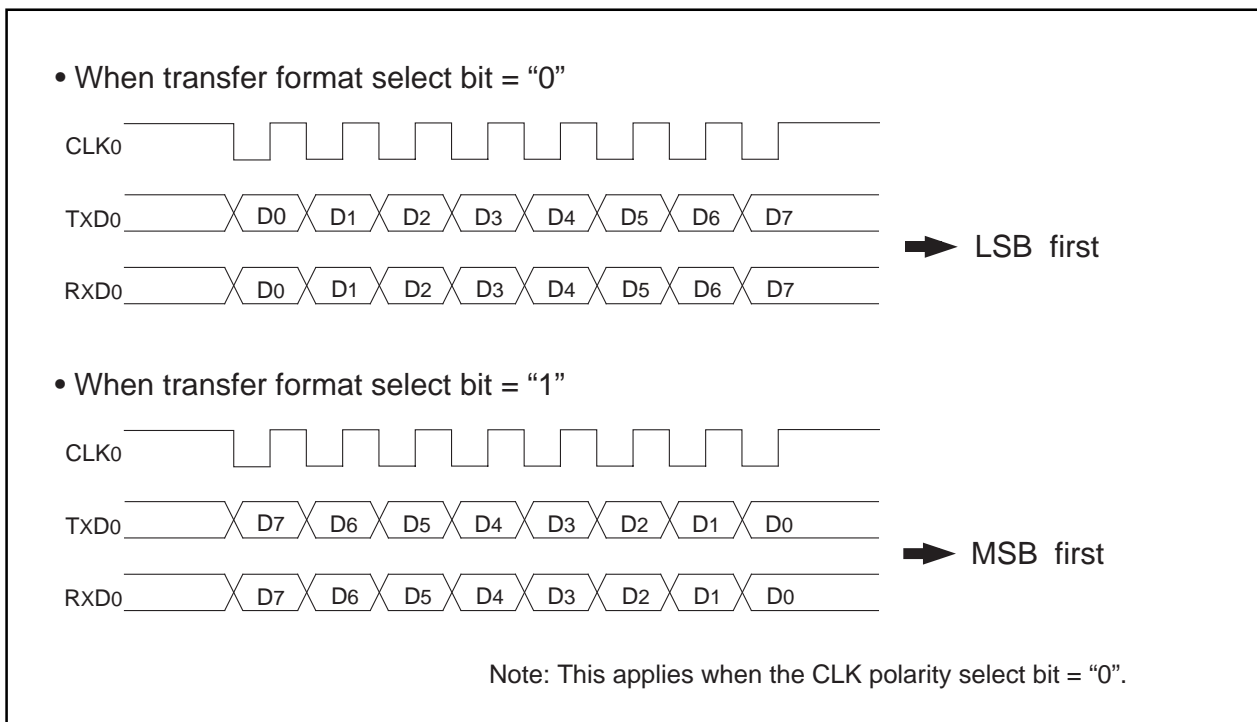 • When transfer format select bit = “0”
CLK0
TXD0 D0 D1 D2 D3 D4 D5 D6 D7
RXD0 D0 D1 D2 D3 D4 D5 D6 D7
LSB first
• When transfer format select bit = “1”
CLK0
TXD0 D7 D6 D5 D4 D3 D2 D1 D0
RXD0 D7 D6 D5 D4 D3 D2 D1 D0
MSB first
Note: This applies when the CLK polarity select bit = “0”.